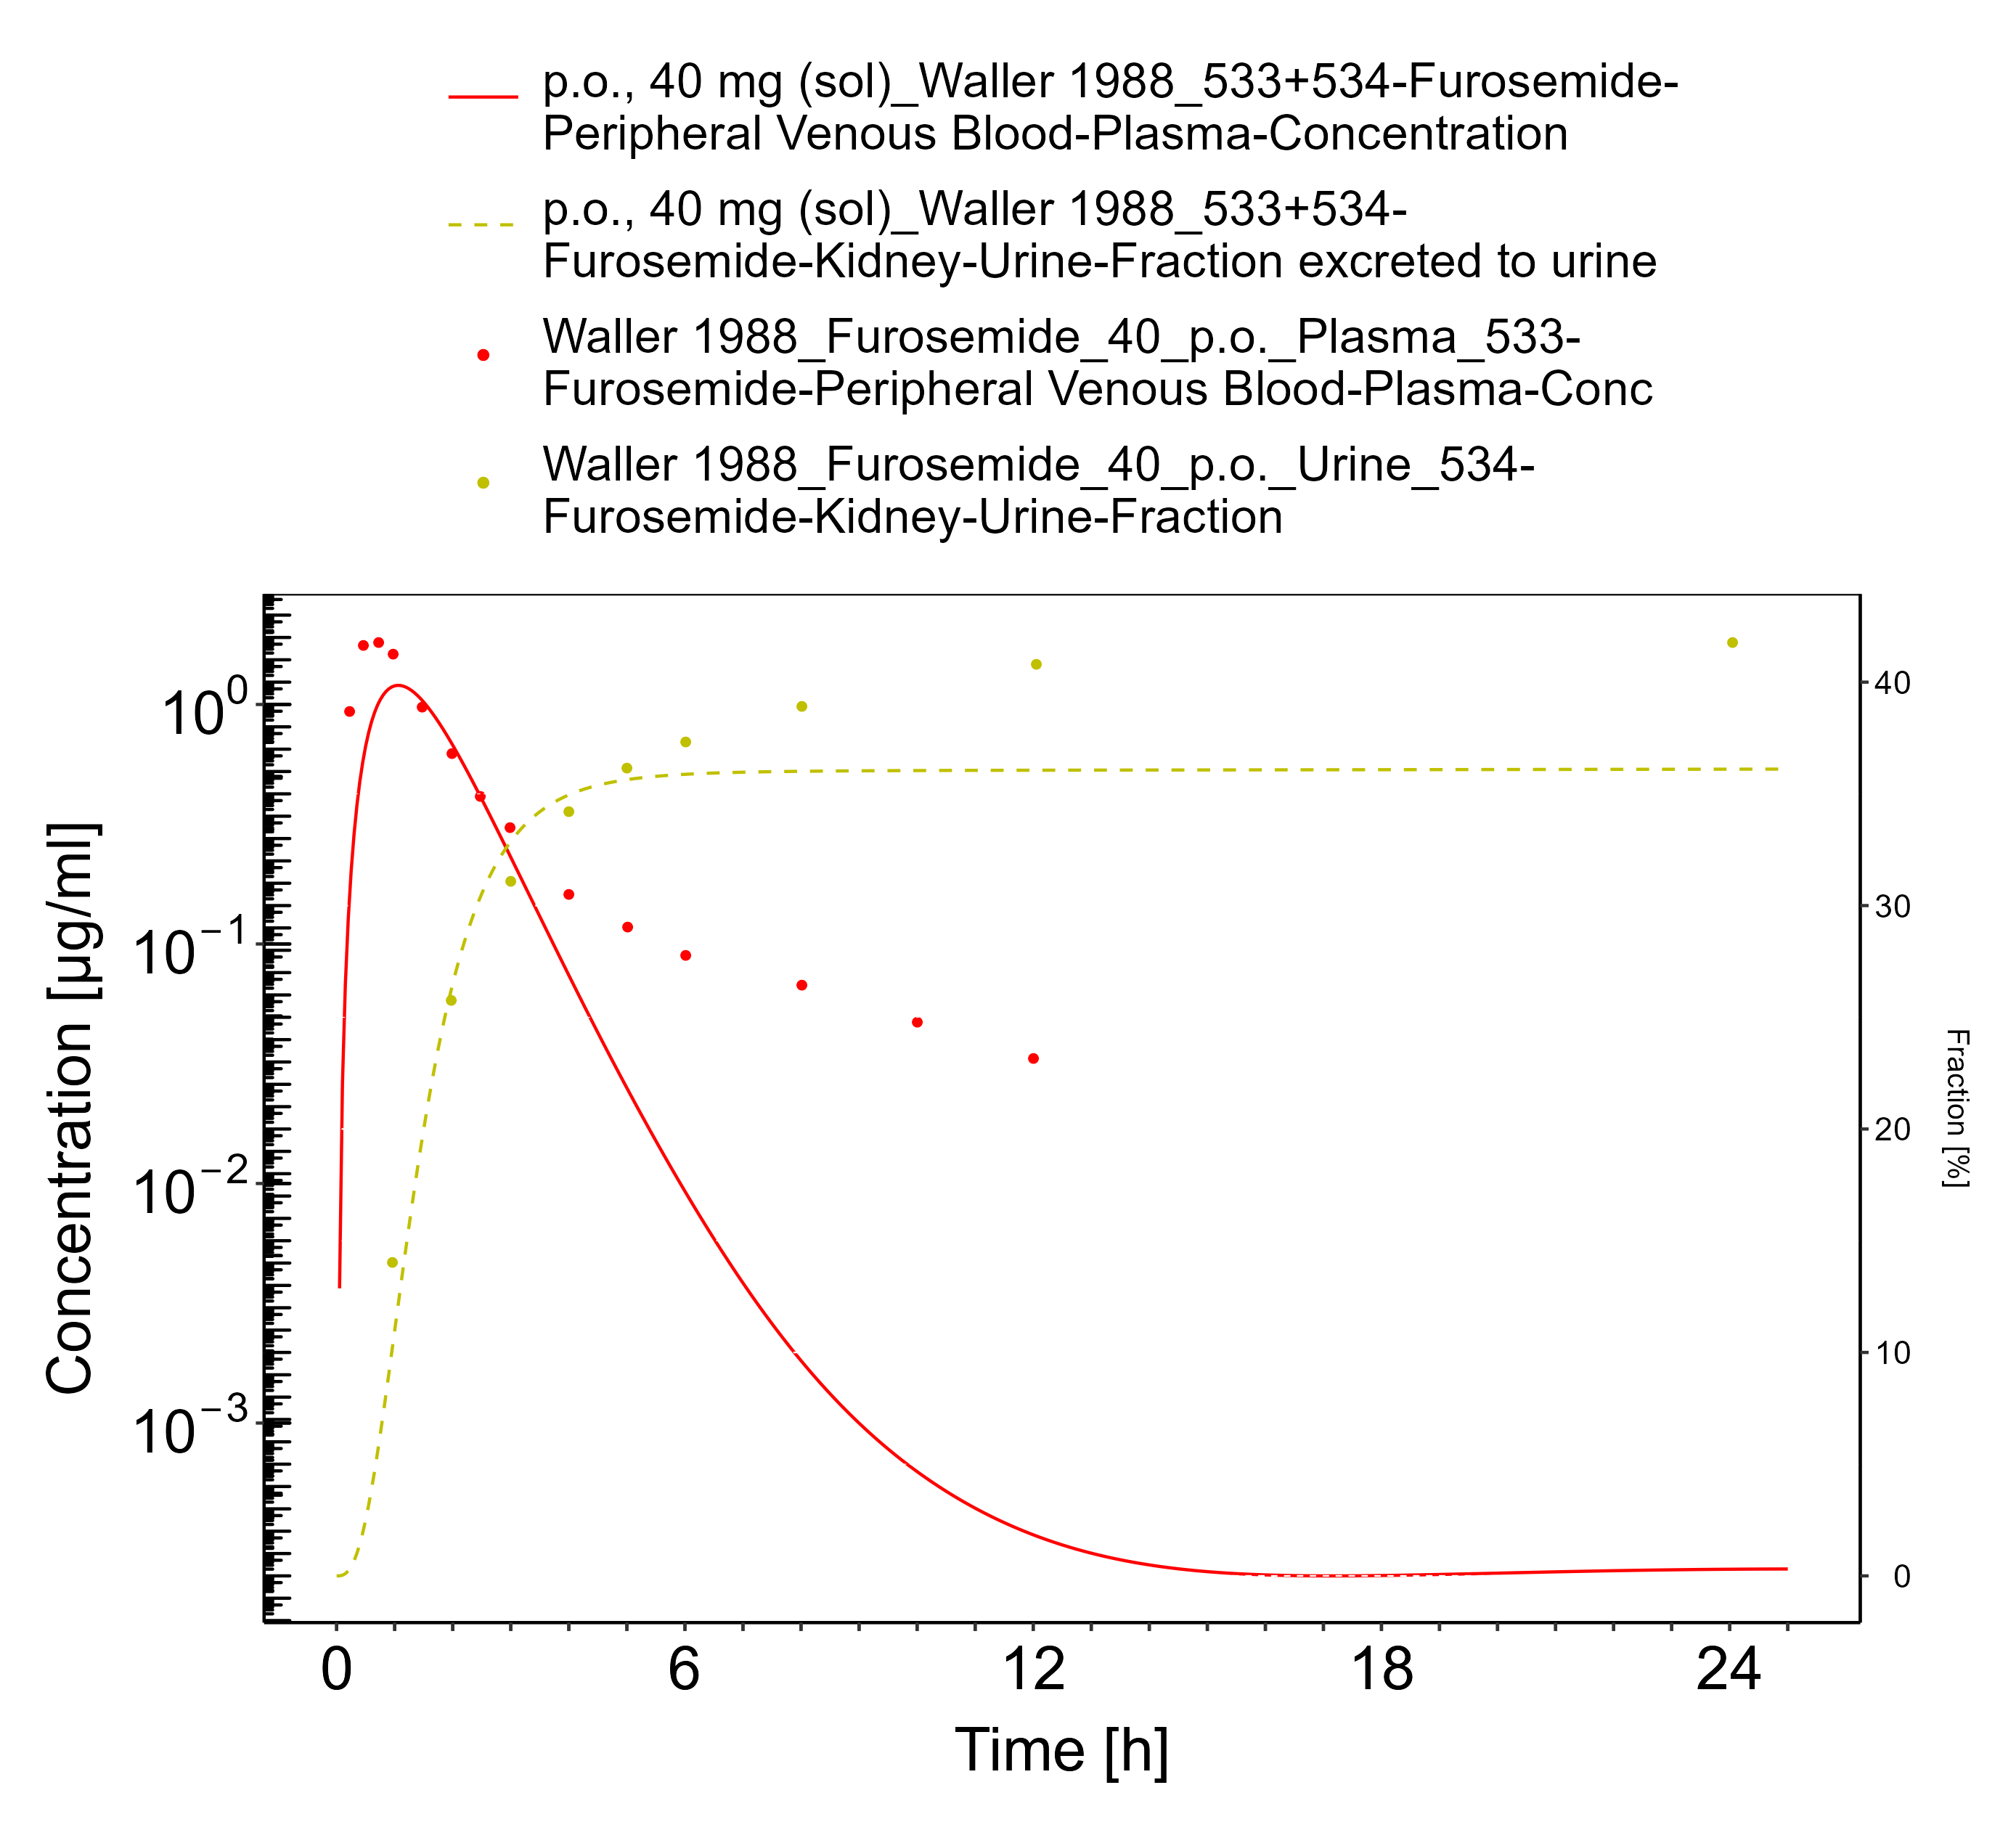 p.o., 40 mg (sol)_Waller 1988_533+534-Furosemide-
Peripheral Venous Blood-Plasma-Concentration
p.o., 40 mg (sol)_Waller 1988_533+534-
Furosemide-Kidney-Urine-Fraction excreted to urine
Waller 1988_Furosemide_40_p.o._Plasma_533-
Furosemide-Peripheral Venous Blood-Plasma-Conc
Waller 1988_Furosemide_40_p.o._Urine_534-
Furosemide-Kidney-Urine-Fraction
Concentration [µg/ml]
10⁰
10⁻¹
10⁻²
10⁻³
40
30
20
10
0
Fraction [%]
0 6 12 18 24
Time [h]